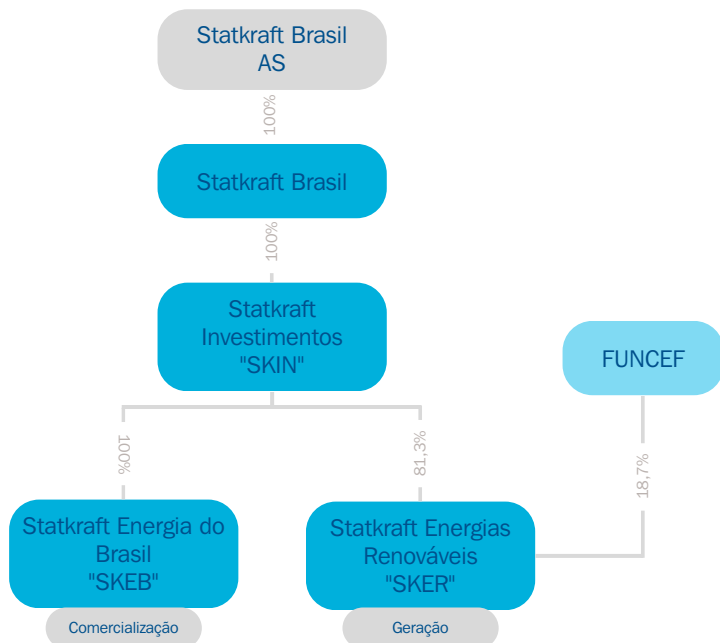 Statkraft Brasil
AS
100%
Statkraft Brasil
100%
Statkraft
Investimentos
"SKIN"
FUNCEF
100%
81,3%
18,7%
Statkraft Energia do
Brasil
"SKEB"
Statkraft Energias
Renováveis
"SKER"
Comercialização
Geração